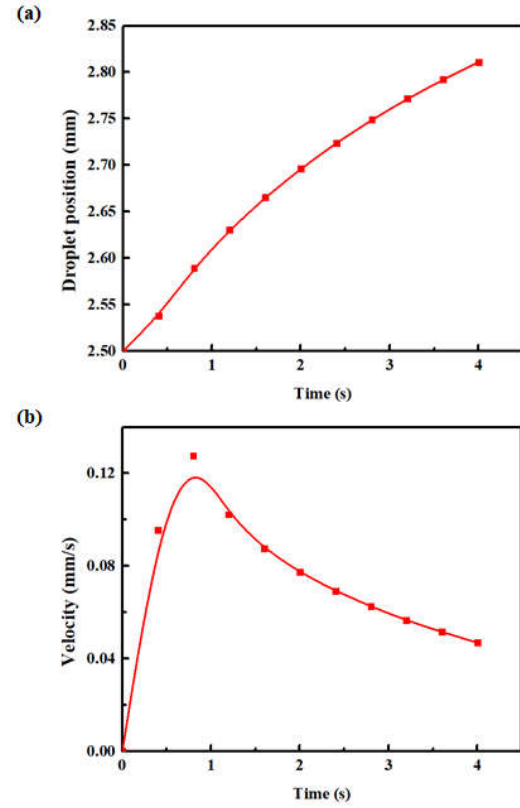 (a)
2.85
2.80
2.75
2.70
2.65
2.60
2.55
2.50
Droplet position (mm)
0 1 2 3 4
Time (s)
(b)
0.12
0.08
0.04
0.00
Velocity (mm/s)
0 1 2 3 4
Time (s)